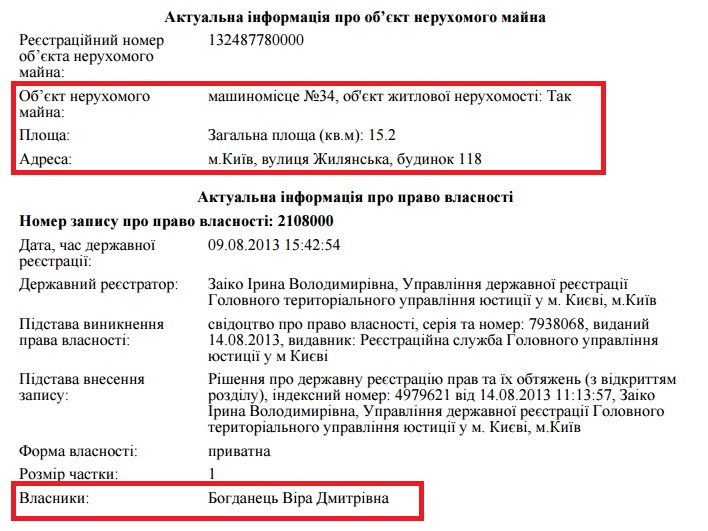 Актуальна інформація про об’єкт нерухомого майна
Реєстраційний номер 132487780000
об’єкта нерухомого
майна:
Об’єкт нерухомого машиномісце №34, об'єкт житлової нерухомості: Так
майна:
Площа: Загальна площа (кв.м): 15.2
Адреса: м.Київ, вулиця Жилянська, будинок 118
Актуальна інформація про право власності
Номер запису про право власності: 2108000
Дата, час державної 09.08.2013 15:42:54
реєстрації:
Державний реєстратор: Заіко Ірина Володимирівна, Управління державної реєстрації
Головного територіального управління юстиції у м. Києві, м.Київ
Підстава виникнення свідоцтво про право власності, серія та номер: 7938068, виданий
права власності: 14.08.2013, видавник: Реєстраційна служба Головного управління
юстиції у м Києві
Підстава внесення Рішення про державну реєстрацію прав та їх обтяжень (з відкриттям
запису: розділу), індексний номер: 4979621 від 14.08.2013 11:13:57, Заіко
Ірина Володимирівна, Управління державної реєстрації Головного
територіального управління юстиції у м. Києві, м.Київ
Форма власності: приватна
Розмір частки: 1
Власники: Богданець Віра Дмитрівна